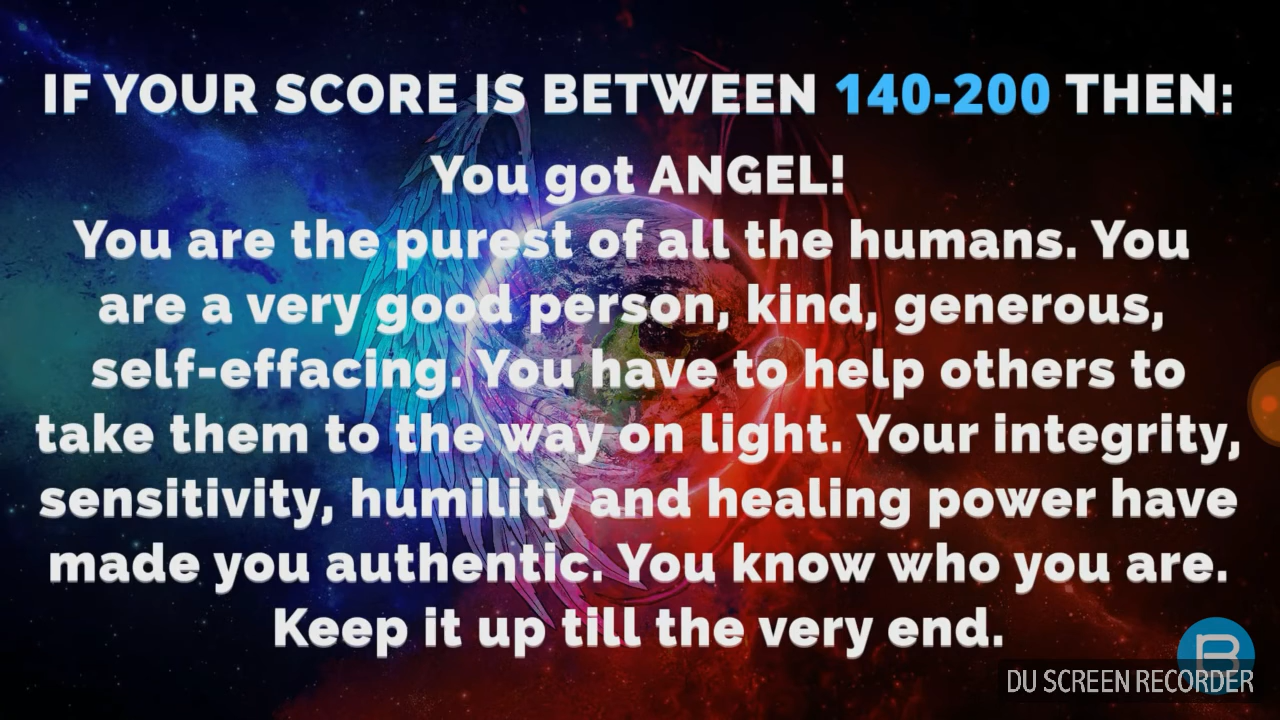 IF YOUR SCORE IS BETWEEN 140-200 THEN:
You got ANGEL!
You are the purest of all the humans. You
are a very good person, kind, generous,
self-effacing. You have to help others to
take them to the way on light. Your integrity,
sensitivity, humility and healing power have
made you authentic. You know who you are.
Keep it up till the very end.
B
DU SCREEN RECORDER